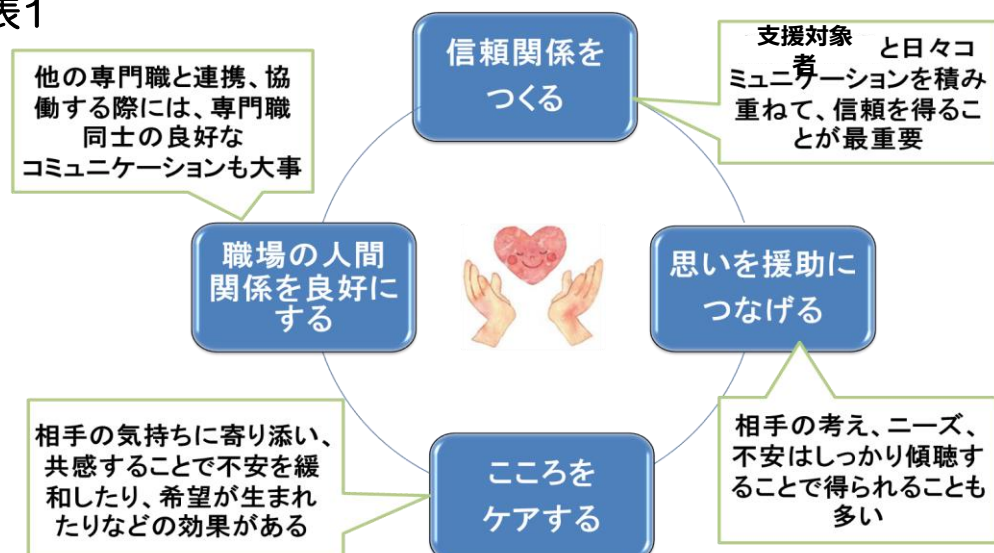 表1
信頼関係を
つくる
支援対象
者
と日々コ
ミュニケーションを積み
重ねて、信頼を得るこ
とが最重要
他の専門職と連携、協
働する際には、専門職
同士の良好な
コミュニケーションも大事
職場の人間
関係を良好に
する
思いを援助に
つなげる
相手の気持ちに寄り添い、
共感することで不安を緩
和したり、希望が生まれ
たりなどの効果がある
こころを
ケアする
相手の考え、ニーズ、
不安はしっかり傾聴す
ることで得られることも
多い